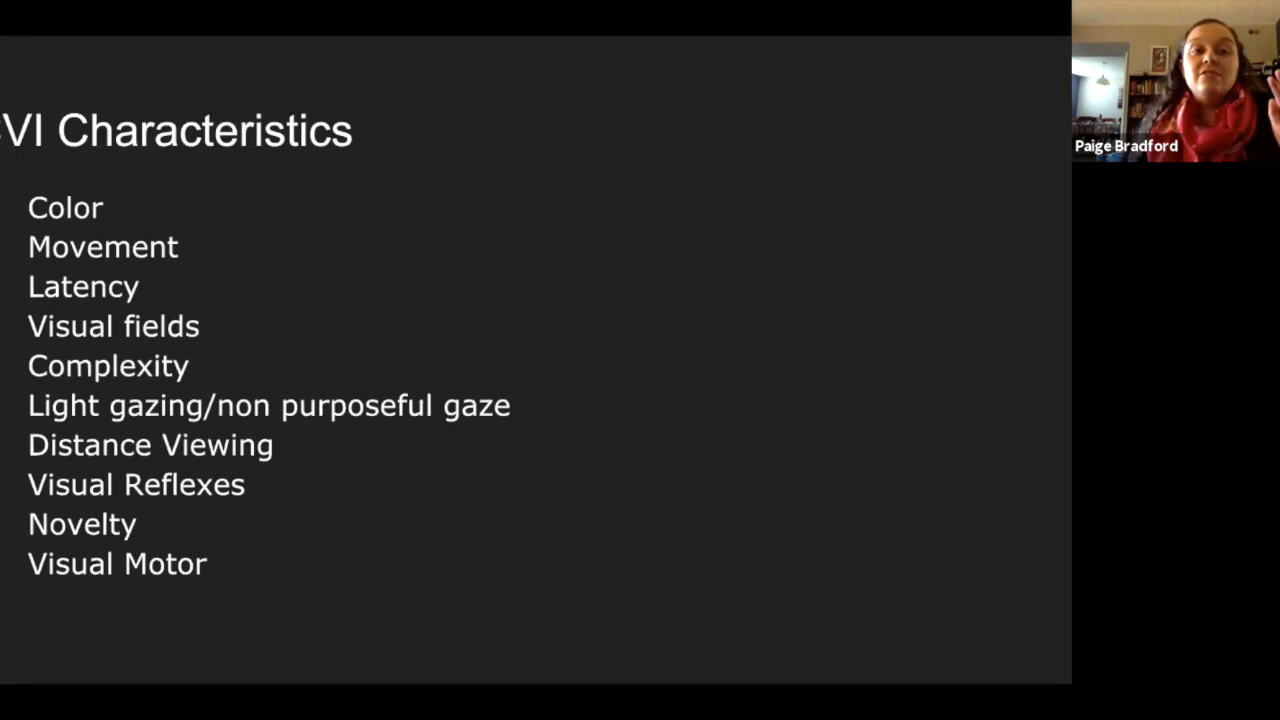 CVI Characteristics
Color
Movement
Latency
Visual fields
Complexity
Light gazing/non purposeful gaze
Distance Viewing
Visual Reflexes
Novelty
Visual Motor
Paige Bradford